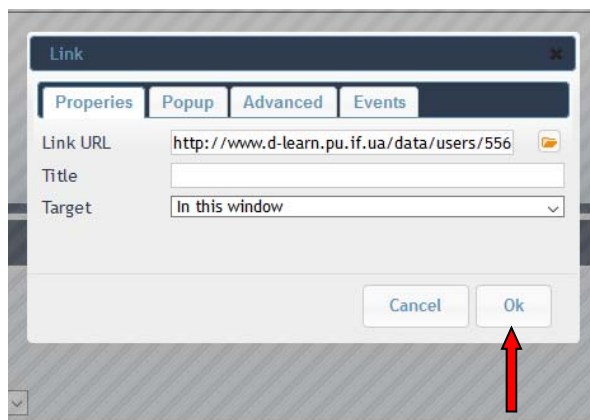 Link
Properies Popup Advanced Events
Link URL http://www.d-learn.pu.if.ua/data/users/556
Title
Target In this window
Cancel Ok